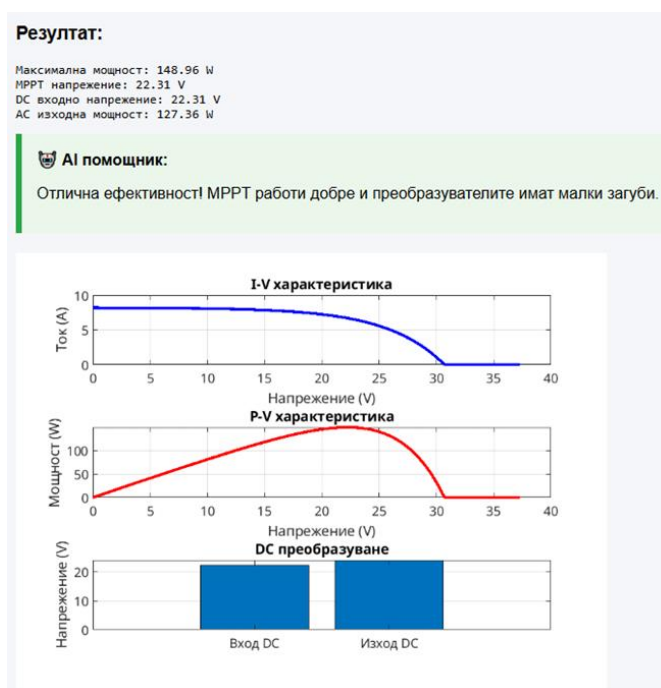 Резултат:
Максимална мощност: 148.96 W
MPPT напрежение: 22.31 V
DC входно напрежение: 22.31 V
AC изходна мощност: 127.36 W
AI помощник:
Отлична ефективност! MPPT работи добре и преобразувателите имат малки загуби.
I-V характеристика
Ток (A)
10
5
0
0 5 10 15 20 25 30 35 40
Напрежение (V)
P-V характеристика
Мощност (W)
100
50
0
0 5 10 15 20 25 30 35 40
Напрежение (V)
DC преобразуване
Напрежение (V)
20
10
0
Вход DC Изход DC